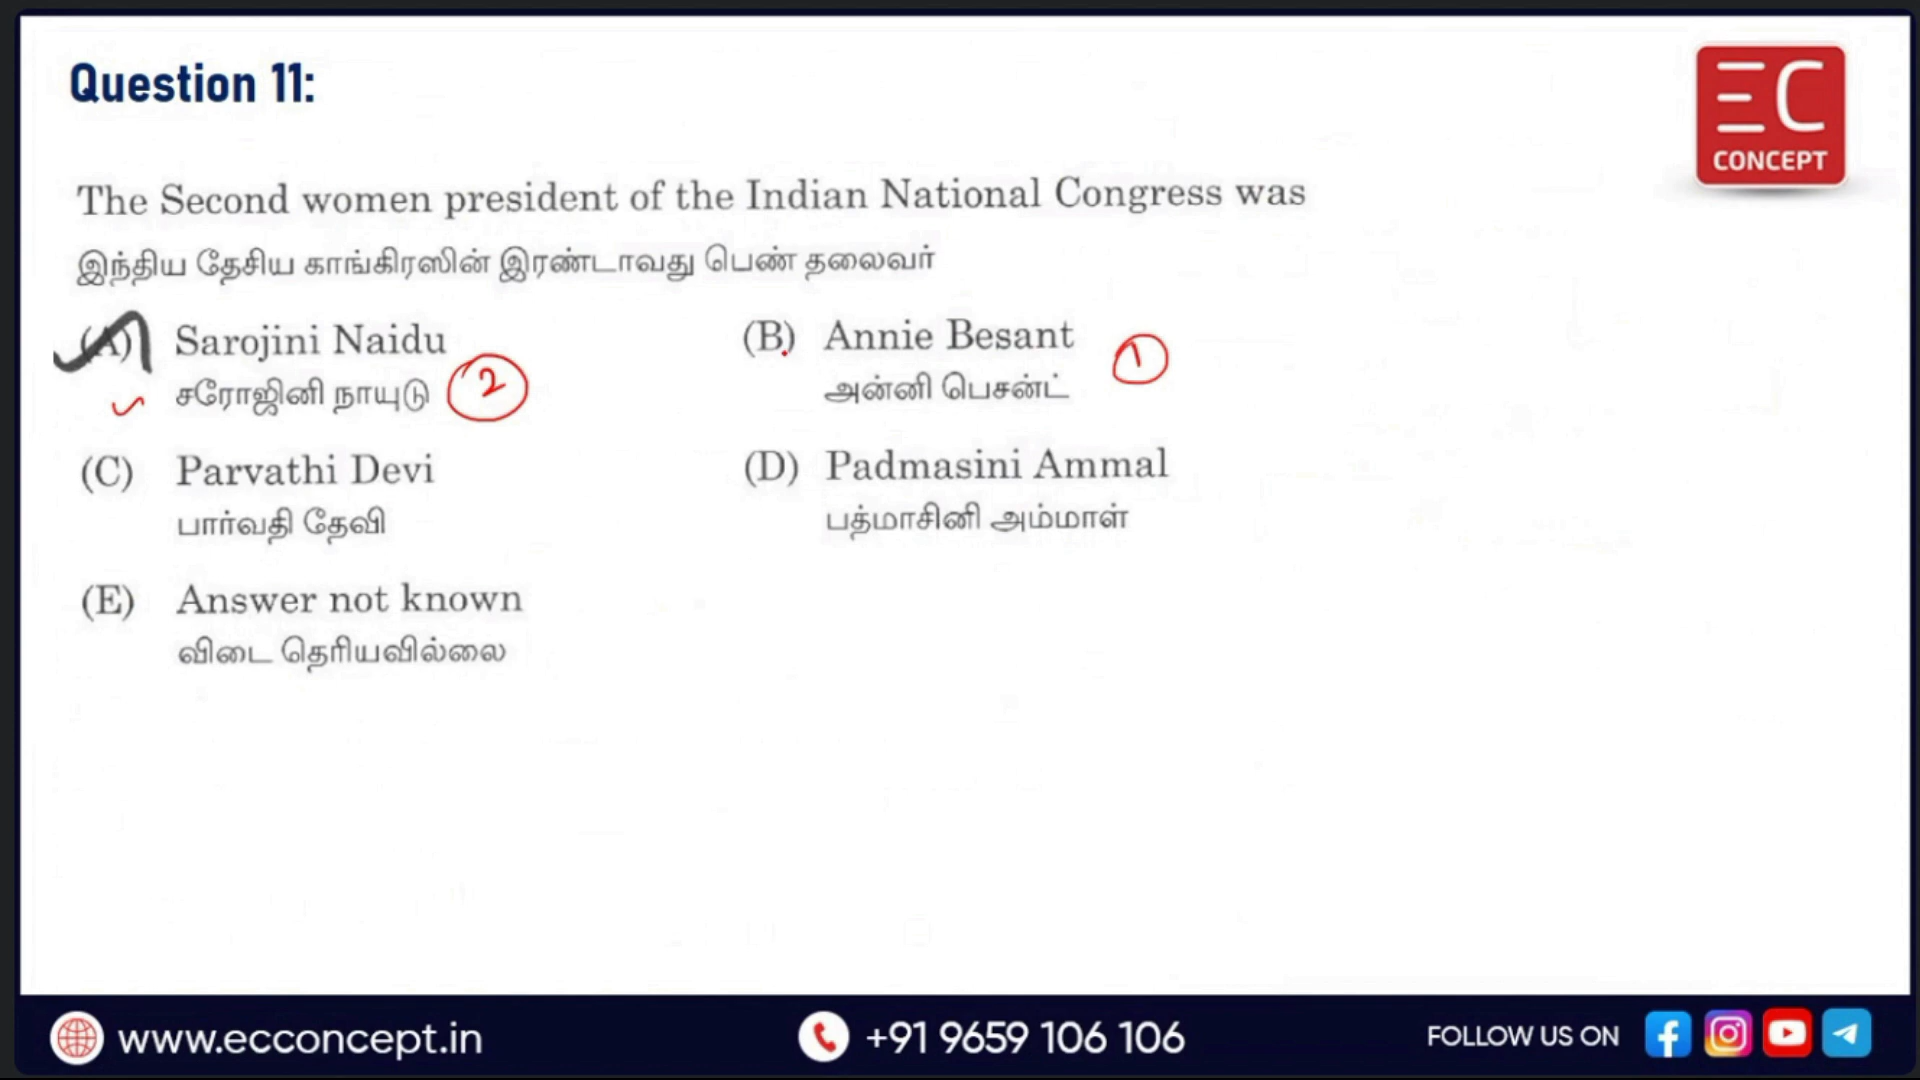 Question 11:
EC
CONCEPT
The Second women president of the Indian National Congress was
இந்திய தேசிய காங்கிரஸின் இரண்டாவது பெண் தலைவர்
(A) Sarojini Naidu
சரோஜினி நாயுடு
2
(B) Annie Besant
அன்னி பெசன்ட்
1
(C) Parvathi Devi
பார்வதி தேவி
(D) Padmasini Ammal
பத்மாசினி அம்மாள்
(E) Answer not known
விடை தெரியவில்லை
www.ecconcept.in
+91 9659 106 106
FOLLOW US ON